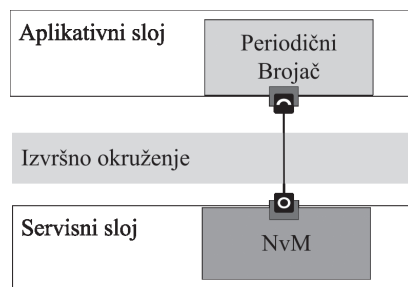 Aplikativni sloj
Periodični
Brojač
Izvršno okruženje
Servisni sloj
NvM